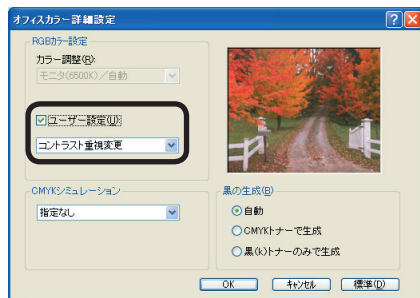 オフィスカラー詳細設定
RGBカラー設定
カラー調整(R):
モニタ(6500K)／自動
ユーザー設定(U):
コントラスト重視変更
CMYKシミュレーション
指定なし
黒の生成(B)
自動
CMYKトナーで生成
黒(k)トナーのみで生成
OK
キャンセル
標準(D)